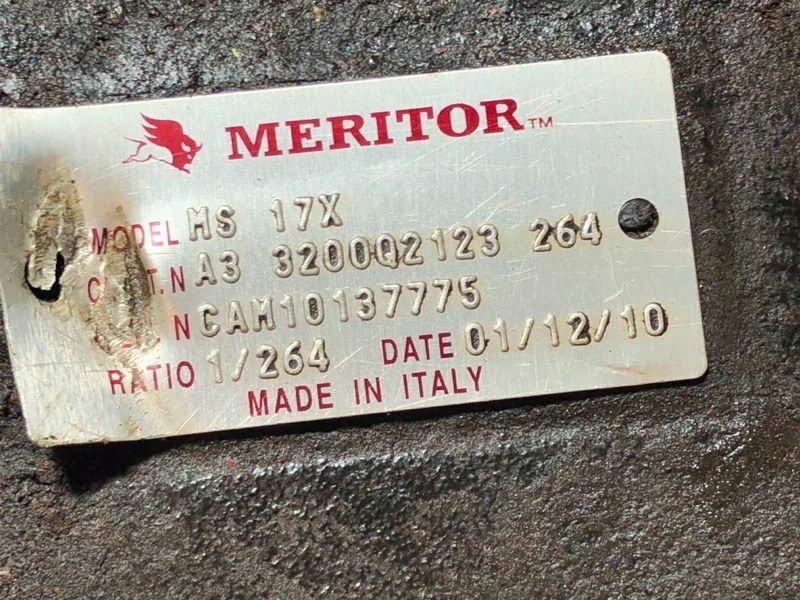 MERITOR™
MODEL MS 17X
A3 3200Q2123 264
N CAM10137775
RATIO 1/264 DATE 01/12/10
MADE IN ITALY